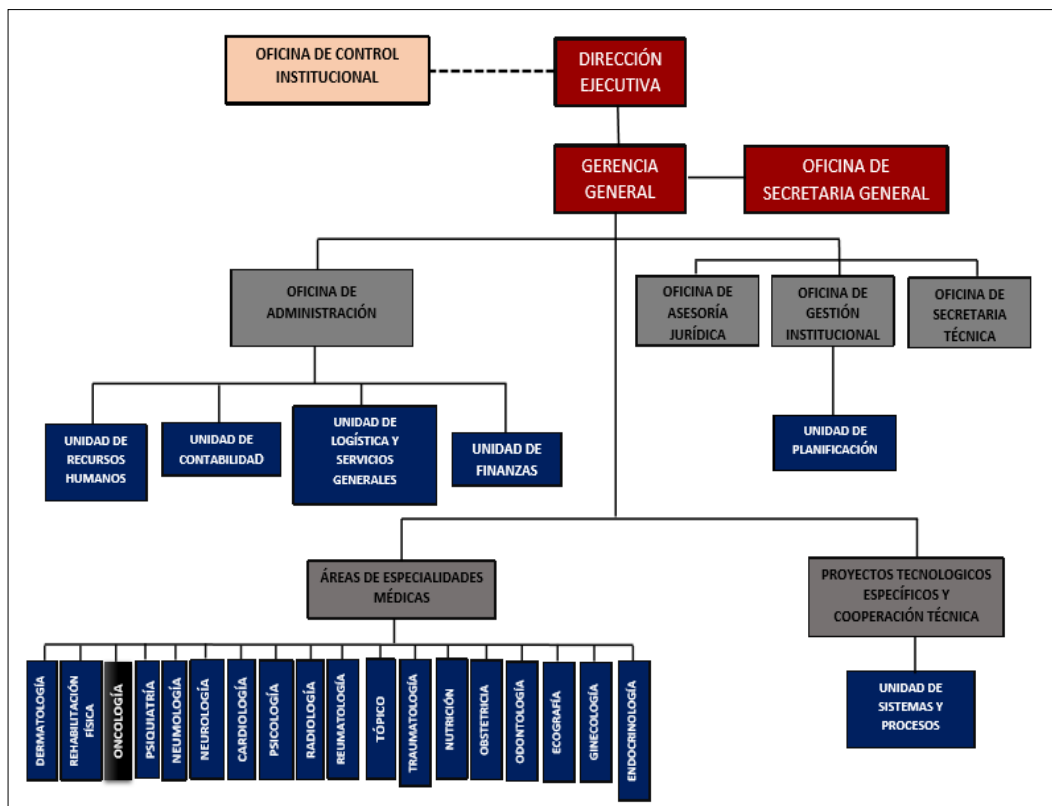 OFICINA DE CONTROL
INSTITUCIONAL
DIRECCIÓN
EJECUTIVA
GERENCIA
GENERAL
OFICINA DE
SECRETARIA GENERAL
OFICINA DE
ADMINISTRACIÓN
OFICINA DE
ASESORÍA
JURÍDICA
OFICINA DE
GESTIÓN
INSTITUCIONAL
OFICINA DE
SECRETARIA
TÉCNICA
UNIDAD DE
RECURSOS
HUMANOS
UNIDAD DE
CONTABILIDAD
UNIDAD DE
LOGÍSTICA Y
SERVICIOS
GENERALES
UNIDAD DE
FINANZAS
UNIDAD DE
PLANIFICACIÓN
ÁREAS DE ESPECIALIDADES
MÉDICAS
PROYECTOS TECNOLOGICOS
ESPECÍFICOS Y
COOPERACIÓN TÉCNICA
DERMATOLOGÍA
REHABILITACIÓN
FÍSICA
ONCOLOGÍA
PSIQUIATRÍA
NEUMOLOGÍA
NEUROLOGÍA
CARDIOLOGÍA
PSICOLOGÍA
RADIOLOGÍA
REUMATOLOGÍA
TÓPICO
TRAUMATOLOGÍA
NUTRICIÓN
OBSTETRICIA
ODONTOLOGÍA
ECOGRAFÍA
GINECOLOGÍA
ENDOCRINOLOGÍA
UNIDAD DE
SISTEMAS Y
PROCESOS